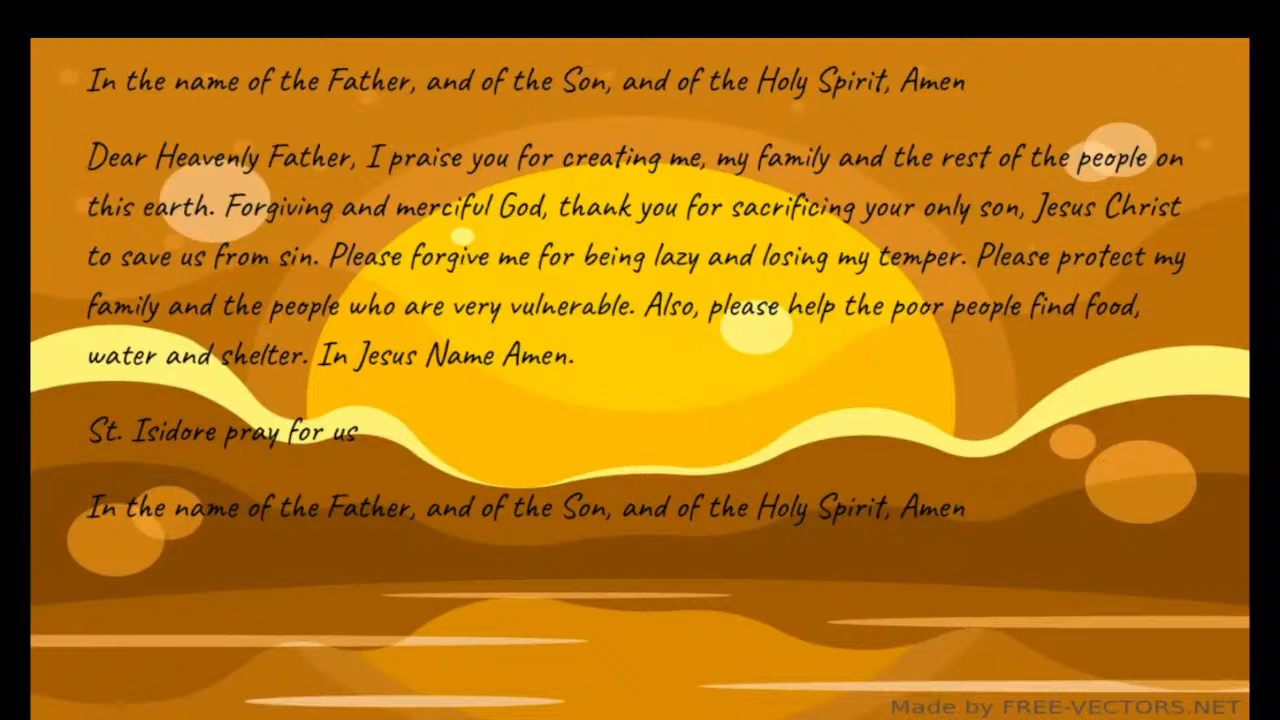 In the name of the Father, and of the Son, and of the Holy Spirit, Amen
Dear Heavenly Father, I praise you for creating me, my family and the rest of the people on
this earth. Forgiving and merciful God, thank you for sacrificing your only son, Jesus Christ
to save us from sin. Please forgive me for being lazy and losing my temper. Please protect my
family and the people who are very vulnerable. Also, please help the poor people find food,
water and shelter. In Jesus Name Amen.
St. Isidore pray for us
In the name of the Father, and of the Son, and of the Holy Spirit, Amen
Made by FREE-VECTORS.NET